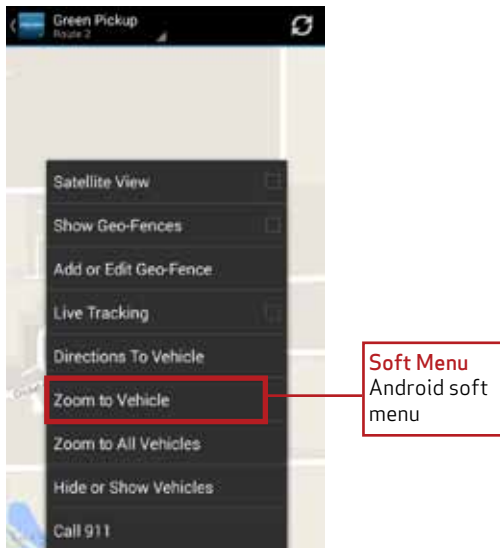 Green Pickup
Route 2
Satellite View
Show Geo-Fences
Add or Edit Geo-Fence
Live Tracking
Directions To Vehicle
Zoom to Vehicle
Zoom to All Vehicles
Hide or Show Vehicles
Call 911
Soft Menu
Android soft
menu